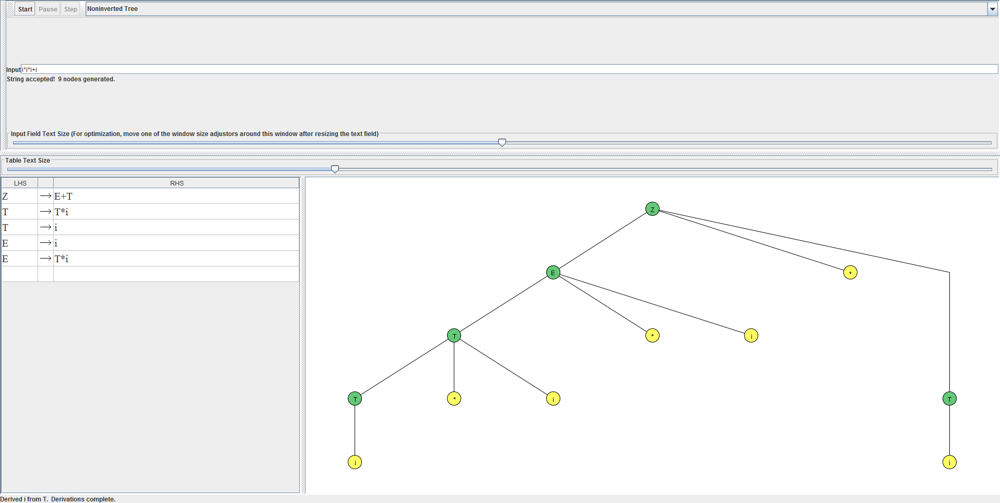 Start Pause Step Noninverted Tree
Input i*i*i+i
String accepted! 9 nodes generated.
Input Field Text Size (For optimization, move one of the window size adjustors around this window after resizing the text field)
Table Text Size
LHS RHS
Z → E+T
T → T*i
T → i
E → i
E → T*i
Z
E +
T * i
T * i T
i i
Derived i from T. Derivations complete.